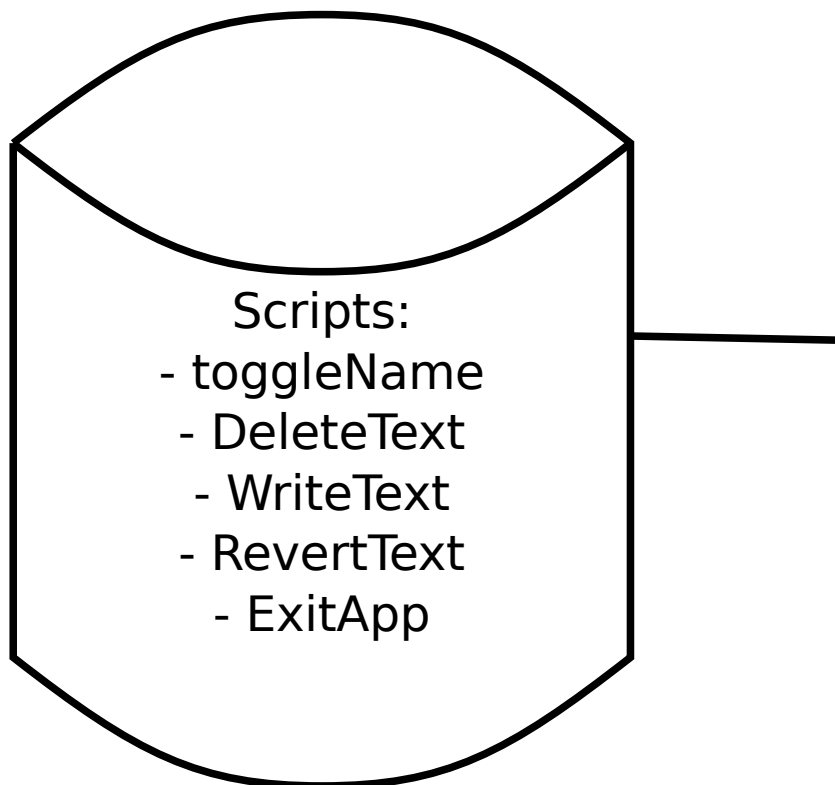 Scripts:
- toggleName
- DeleteText
- WriteText
- RevertText
- ExitApp